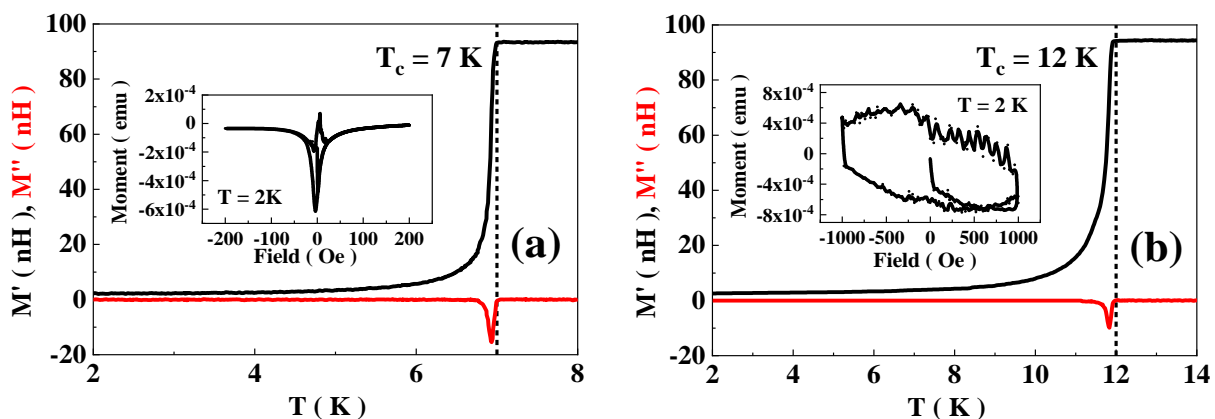 100
80
60
40
20
0
-20
M' ( nH ), M'' ( nH )
T_c = 7 K
2x10⁻⁴
0
-2x10⁻⁴
-4x10⁻⁴
-6x10⁻⁴
Moment ( emu )
T = 2K
-200 -100 0 100 200
Field ( Oe )
(a)
2 4 6 8
T ( K )
100
80
60
40
20
0
-20
M' ( nH ), M'' ( nH )
T_c = 12 K
8x10⁻⁴
4x10⁻⁴
0
-4x10⁻⁴
-8x10⁻⁴
Moment ( emu )
T = 2 K
-1000 -500 0 500 1000
Field ( Oe )
(b)
2 4 6 8 10 12 14
T ( K )